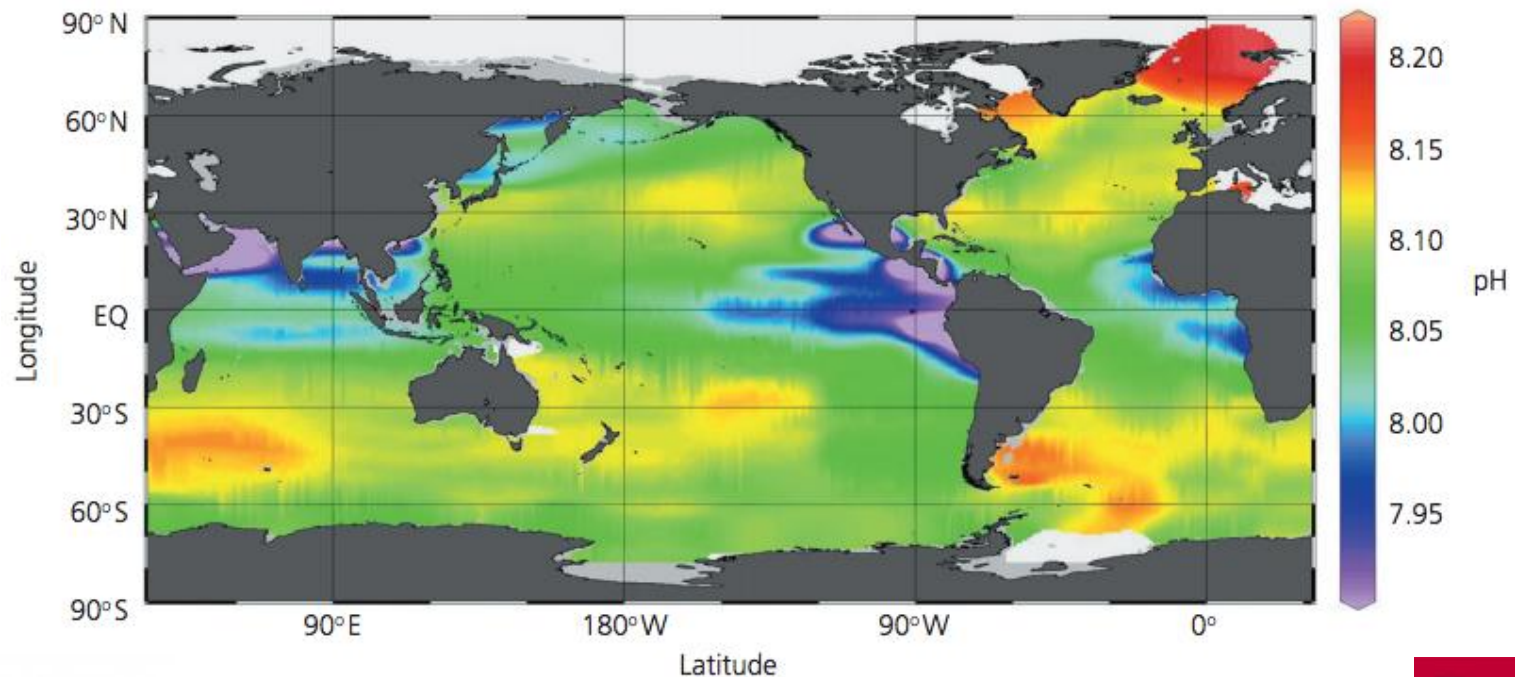 90° N
60° N
30° N
EQ
30° S
60° S
90° S
Longitude
90° E
180° W
90° W
0°
Latitude
8.20
8.15
8.10
8.05
8.00
7.95
pH